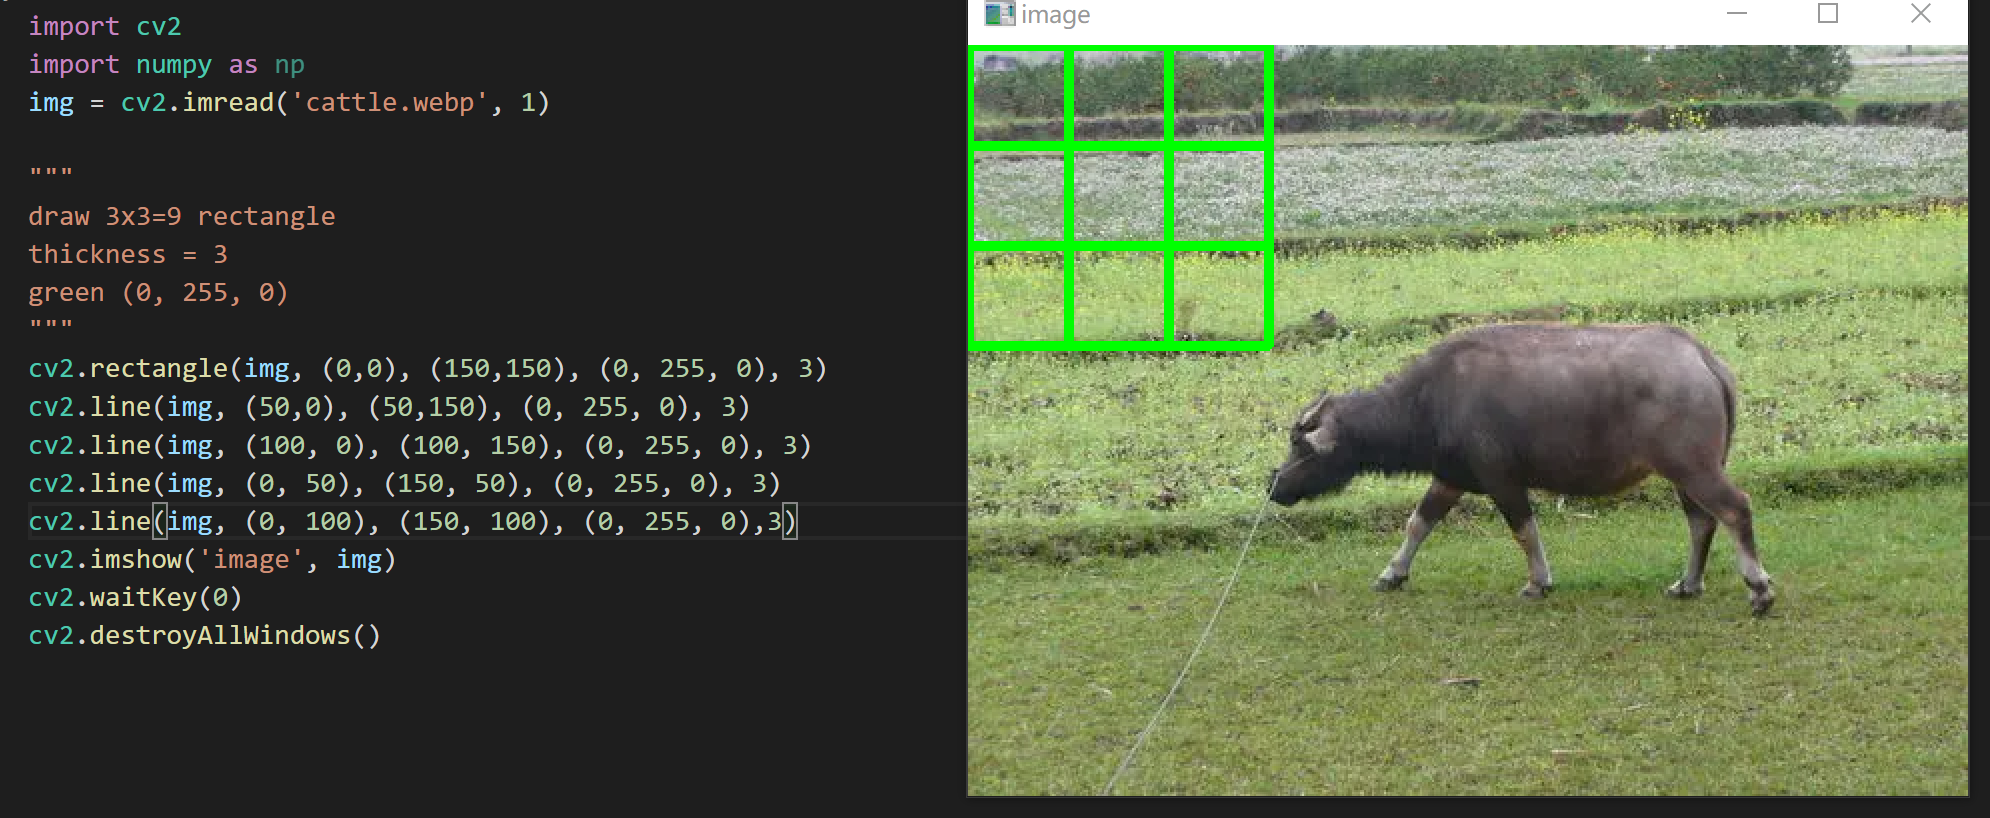 import cv2
import numpy as np
img = cv2.imread('cattle.webp', 1)
"""
draw 3x3=9 rectangle
thickness = 3
green (0, 255, 0)
"""
cv2.rectangle(img, (0,0), (150,150), (0, 255, 0), 3)
cv2.line(img, (50,0), (50,150), (0, 255, 0), 3)
cv2.line(img, (100, 0), (100, 150), (0, 255, 0), 3)
cv2.line(img, (0, 50), (150, 50), (0, 255, 0), 3)
cv2.line(img, (0, 100), (150, 100), (0, 255, 0),3)
cv2.imshow('image', img)
cv2.waitKey(0)
cv2.destroyAllWindows()
image